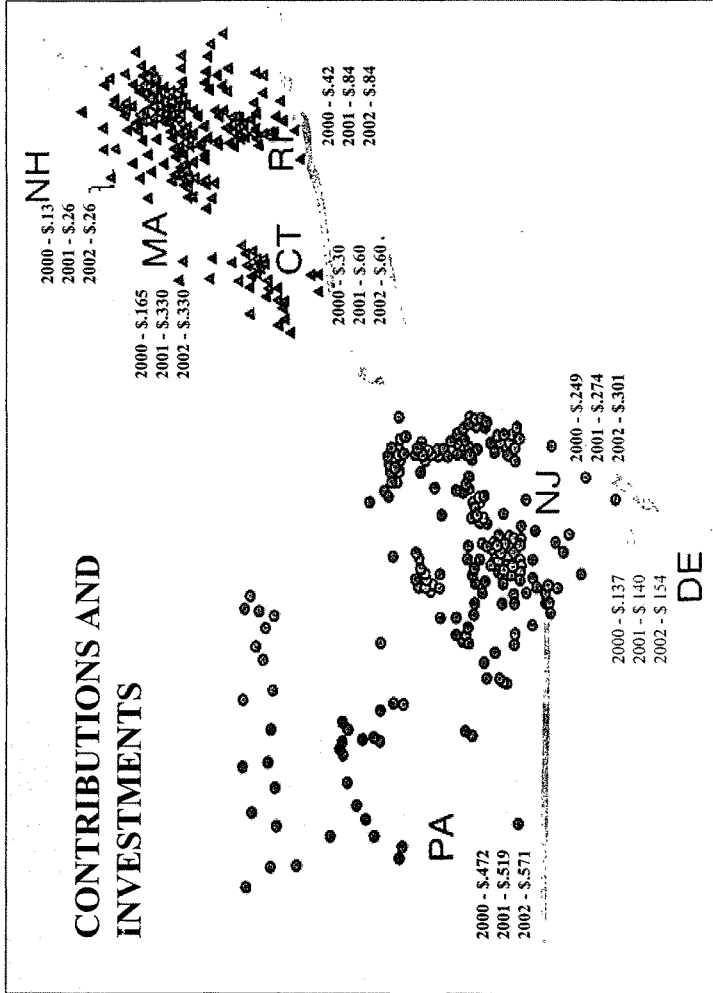 CONTRIBUTIONS AND
INVESTMENTS
NH
2000 - $.13
2001 - $.26
2002 - $.26
MA
2000 - $.165
2001 - $.330
2002 - $.330
CT
RI
2000 - $.42
2001 - $.84
2002 - $.84
2000 - $.30
2001 - $.60
2002 - $.60
PA
2000 - $.472
2001 - $.519
2002 - $.571
NJ
2000 - $.249
2001 - $.274
2002 - $.301
2000 - $.137
2001 - $.140
2002 - $154
DE